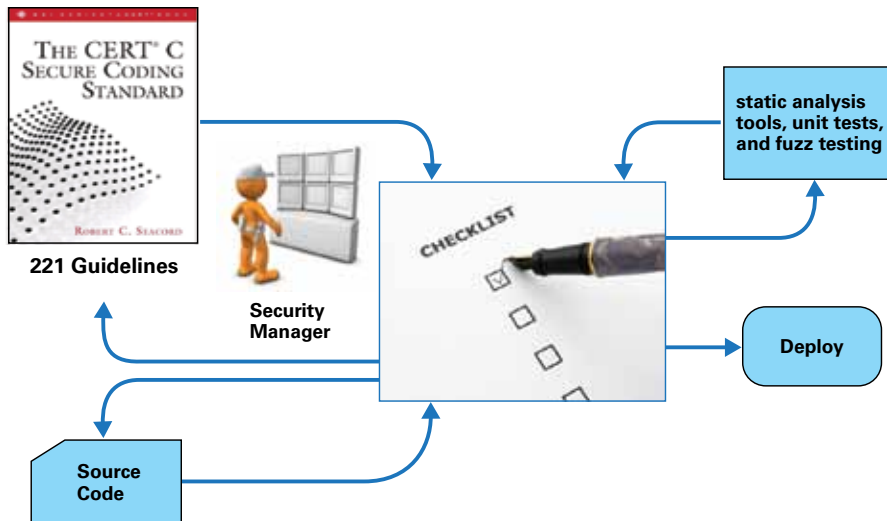 THE CERT® C
SECURE CODING
STANDARD
ROBERT C. SEACORD
221 Guidelines
Security
Manager
CHECKLIST
static analysis
tools, unit tests,
and fuzz testing
Deploy
Source
Code